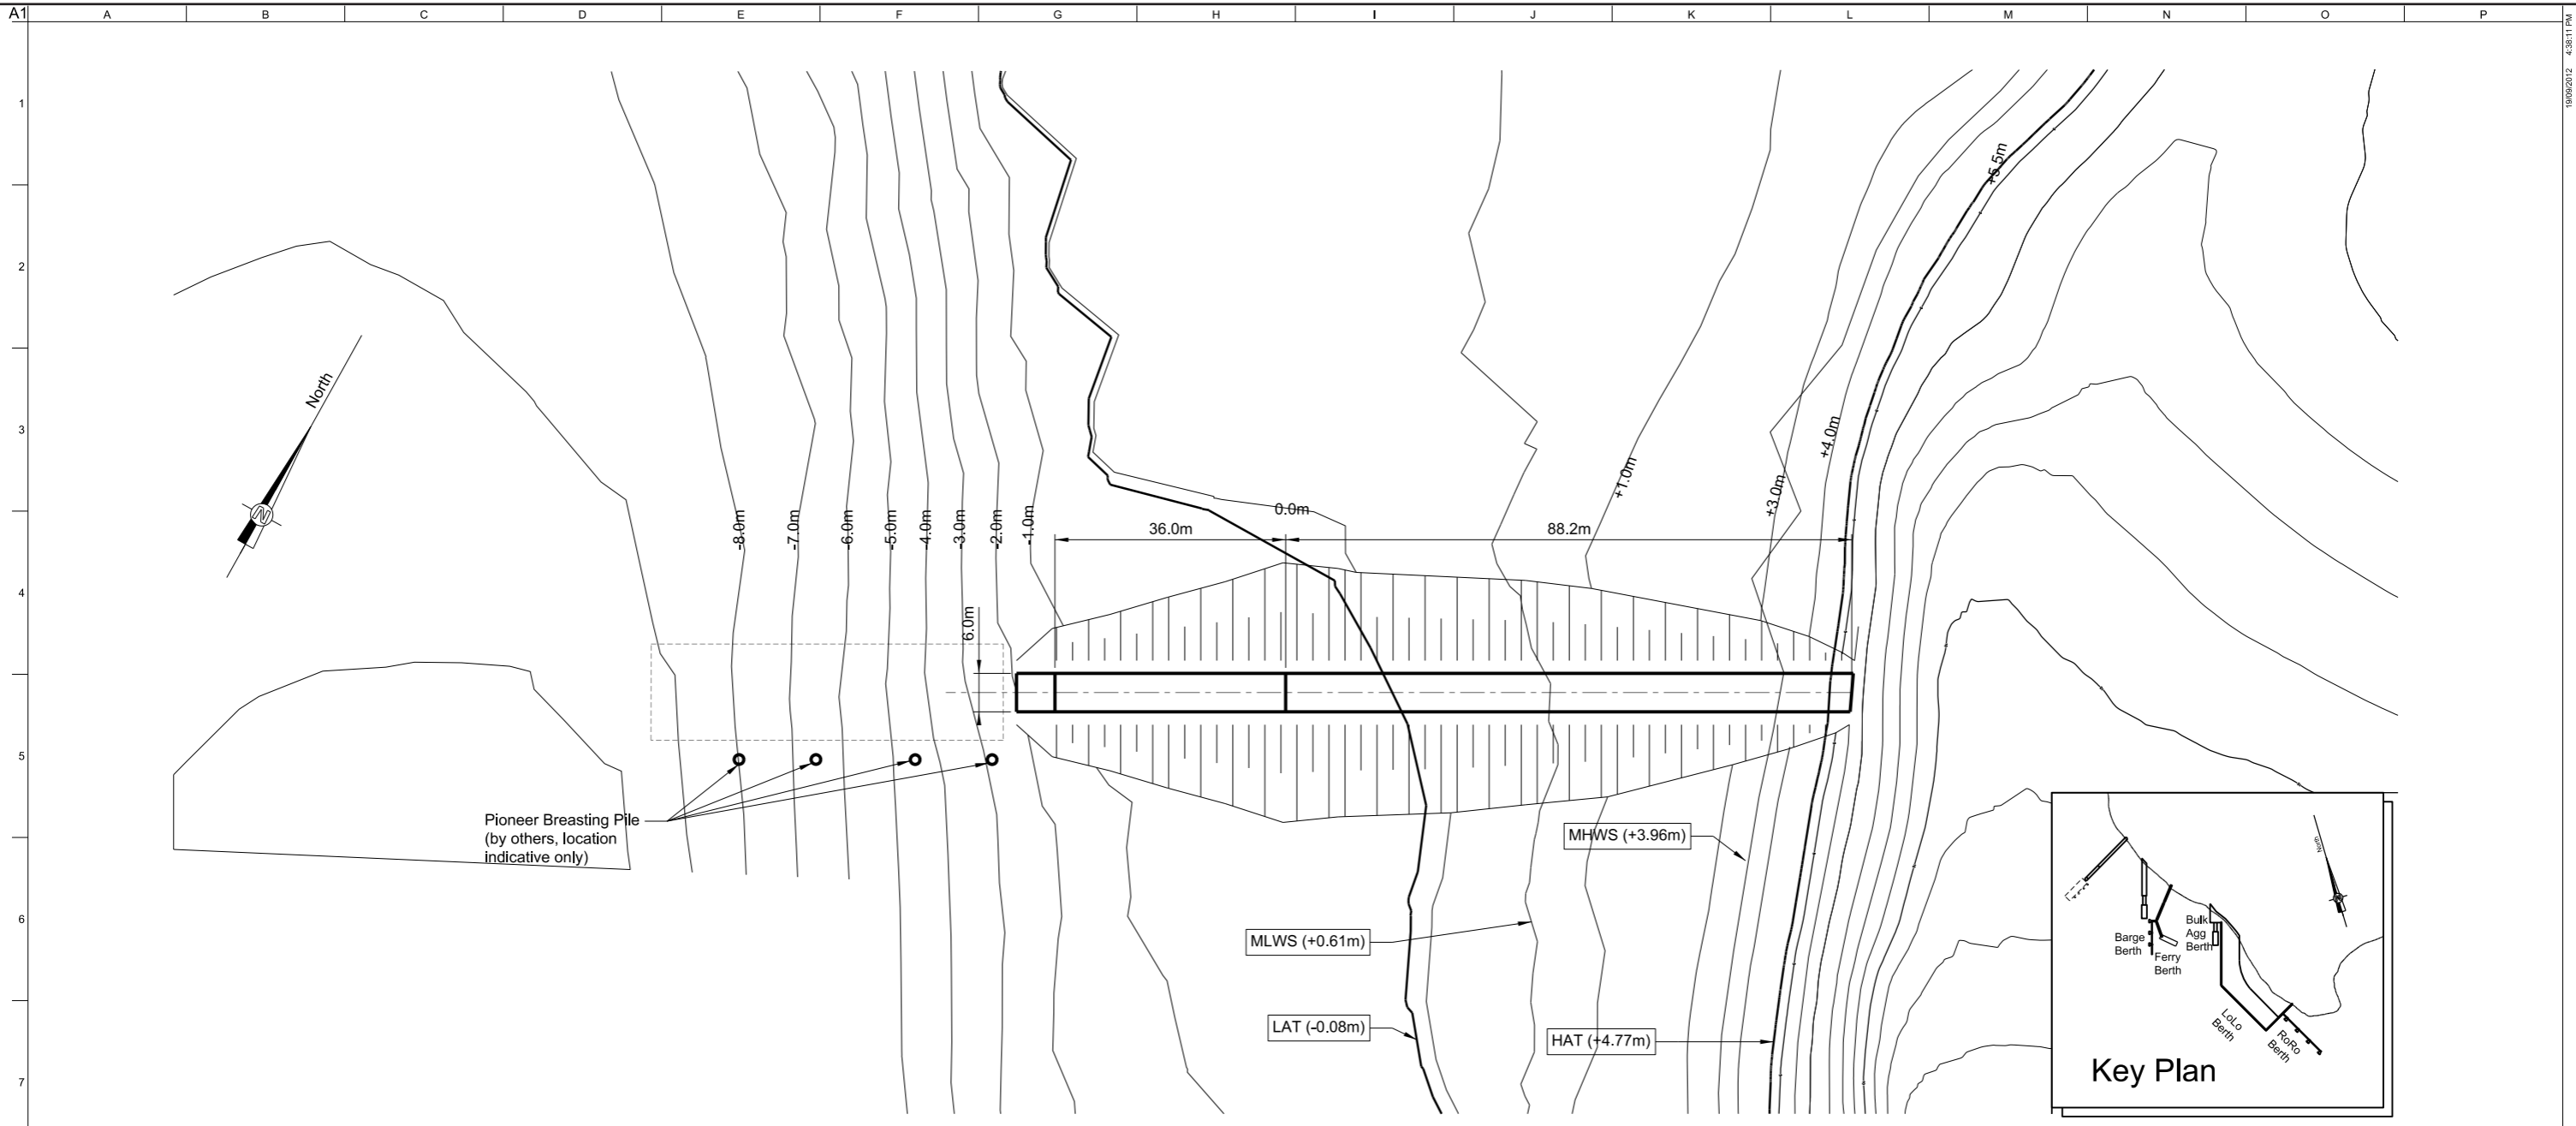 A1
A B C D E F G H I J K L M N O P
19/09/2012 4:38:11 PM
1
2
3
4
5
6
7
North
N
+5.5m
+4.0m
+3.0m
+1.0m
0.0m
-8.0m
-7.0m
-6.0m
-5.0m
-4.0m
-3.0m
-2.0m
-1.0m
36.0m
88.2m
6.0m
Pioneer Breasting Pile
(by others, location
indicative only)
MHWS (+3.96m)
MLWS (+0.61m)
LAT (-0.08m)
HAT (+4.77m)
North
Barge
Berth
Ferry
Berth
Bulk
Agg
Berth
LoLo
Berth
RoRo
Berth
Key Plan